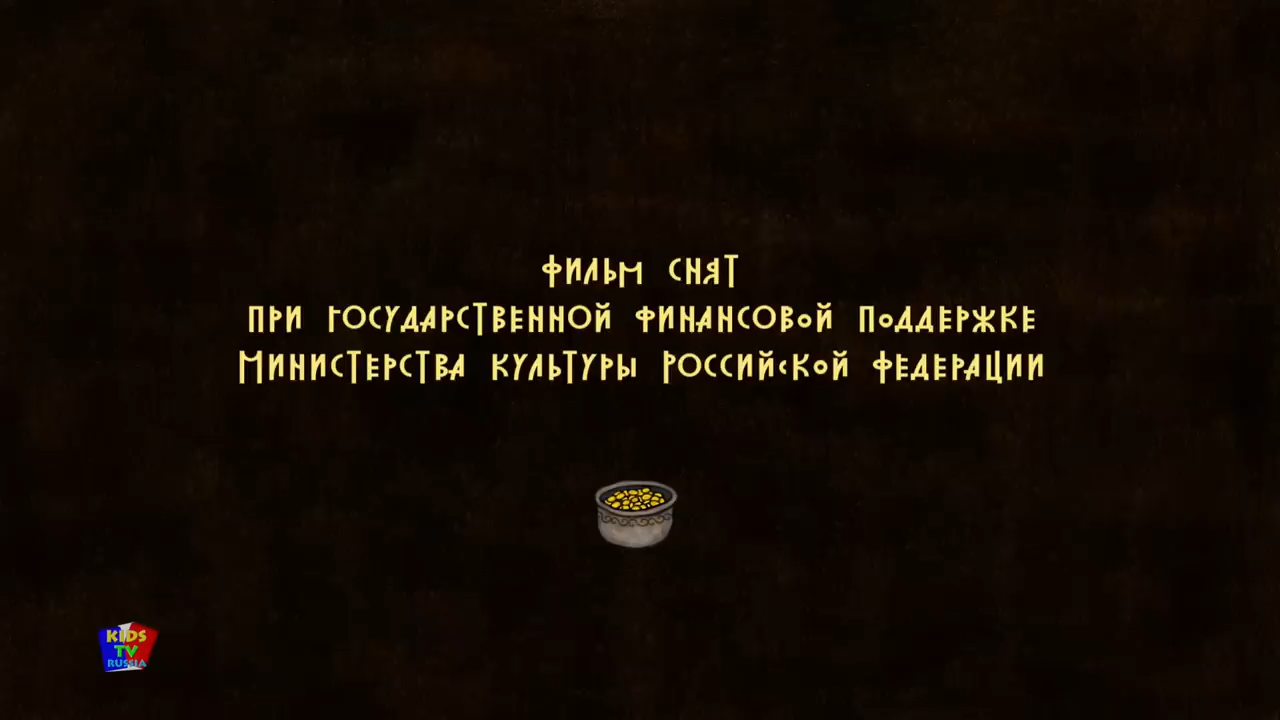 ФИЛЬМ СНЯТ
ПРИ ГОСУДАРСТВЕННОЙ ФИНАНСОВОЙ ПОДДЕРЖКЕ
МИНИСТЕРСТВА КУЛЬТУРЫ РОССИЙСКОЙ ФЕДЕРАЦИИ
KIDS
TV
RUSSIA